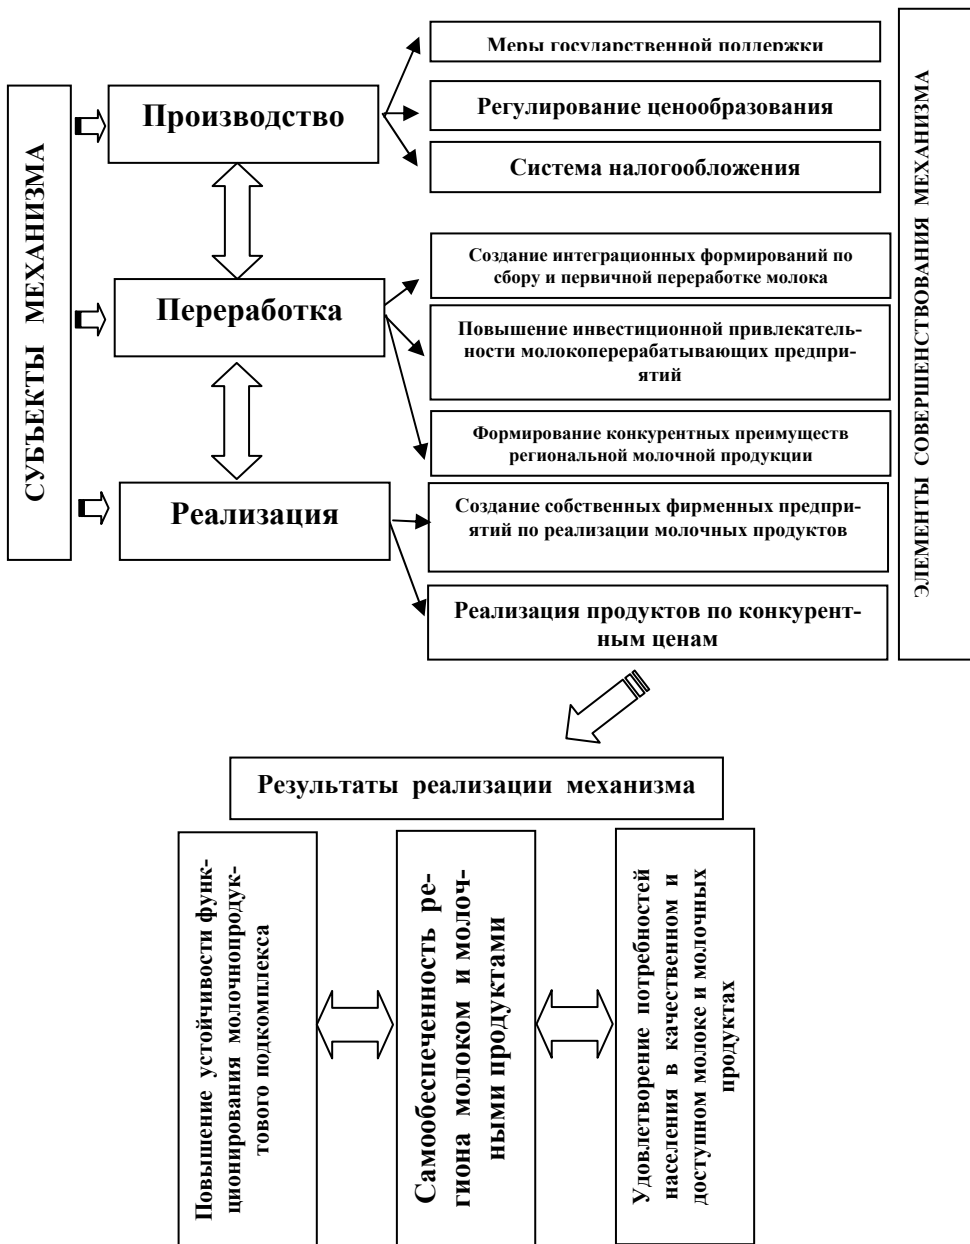 СУБЪЕКТЫ МЕХАНИЗМА
Производство
Меры государственной поддержки
Регулирование ценообразования
Система налогообложения
Переработка
Создание интеграционных формирований по
сбору и первичной переработке молока
Повышение инвестиционной привлекатель-
ности молокоперерабатывающих предпри-
ятий
Формирование конкурентных преимуществ
региональной молочной продукции
Реализация
Создание собственных фирменных предпри-
ятий по реализации молочных продуктов
Реализация продуктов по конкурент-
ным ценам
ЭЛЕМЕНТЫ СОВЕРШЕНСТВОВАНИЯ МЕХАНИЗМА
Результаты реализации механизма
Повышение устойчивости функ-
ционирования молочнопродук-
тового подкомплекса
Самообеспеченность ре-
гиона молоком и молоч-
ными продуктами
Удовлетворение потребностей
населения в качественном и
доступном молоке и молочных
продуктах